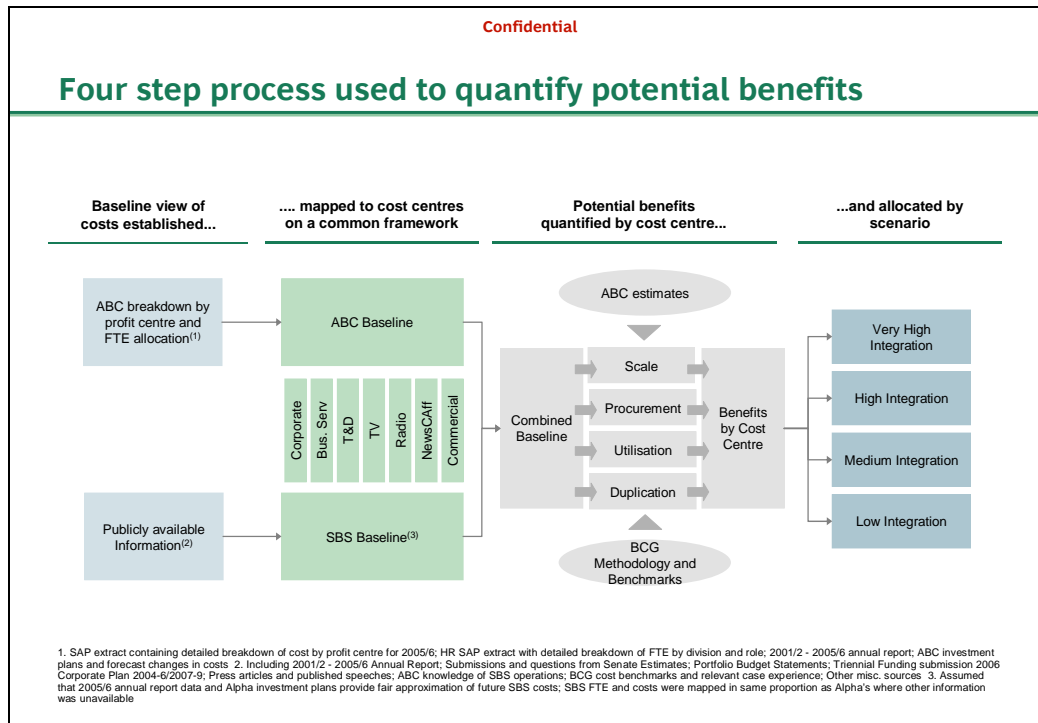 Confidential
Four step process used to quantify potential benefits
Baseline view of
costs established...
.... mapped to cost centres
on a common framework
Potential benefits
quantified by cost centre...
...and allocated by
scenario
ABC breakdown by
profit centre and
FTE allocation(1)
ABC Baseline
Corporate
Bus. Serv
T&D
TV
Radio
NewsCAff
Commercial
Publicly available
Information(2)
SBS Baseline(3)
Combined
Baseline
ABC estimates
Scale
Procurement
Utilisation
Duplication
BCG
Methodology and
Benchmarks
Benefits
by Cost
Centre
Very High
Integration
High Integration
Medium Integration
Low Integration
1. SAP extract containing detailed breakdown of cost by profit centre for 2005/6; HR SAP extract with detailed breakdown of FTE by division and role; 2001/2 - 2005/6 annual report; ABC investment
plans and forecast changes in costs 2. Including 2001/2 - 2005/6 Annual Report; Submissions and questions from Senate Estimates; Portfolio Budget Statements; Triennial Funding submission 2006
Corporate Plan 2004-6/2007-9; Press articles and published speeches; ABC knowledge of SBS operations; BCG cost benchmarks and relevant case experience; Other misc. sources 3. Assumed
that 2005/6 annual report data and Alpha investment plans provide fair approximation of future SBS costs; SBS FTE and costs were mapped in same proportion as Alpha's where other information
was unavailable